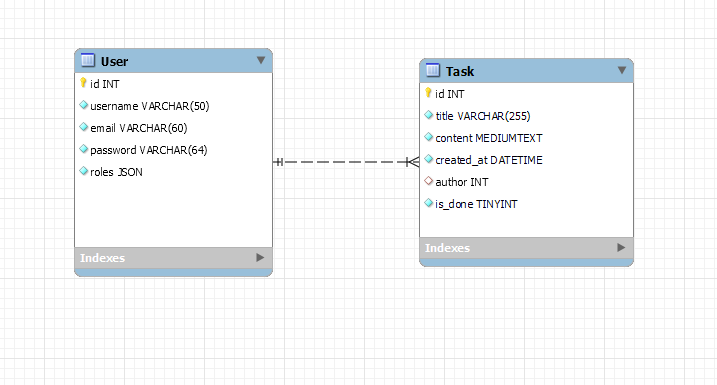 User
id INT
username VARCHAR(50)
email VARCHAR(60)
password VARCHAR(64)
roles JSON
Indexes
Task
id INT
title VARCHAR(255)
content MEDIUMTEXT
created_at DATETIME
author INT
is_done TINYINT
Indexes